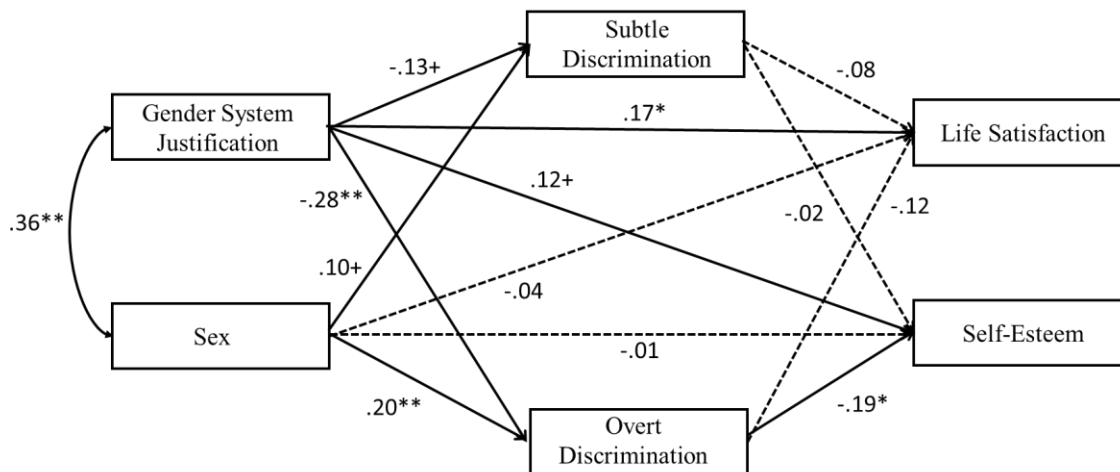 Subtle
Discrimination
-.13+
-.08
Gender System
Justification
.17*
Life Satisfaction
.12+
-.28**
-.02
-.12
.36**
.10+
-.04
Sex
-.01
Self-Esteem
.20**
-.19*
Overt
Discrimination